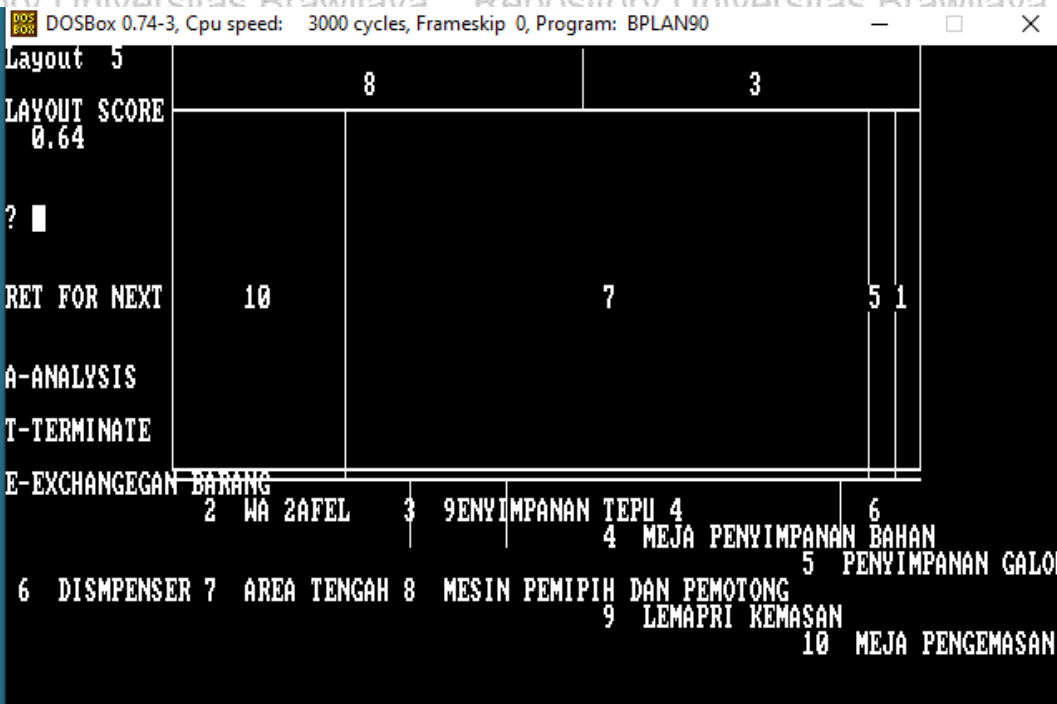 DOSBox 0.74-3, Cpu speed: 3000 cycles, Frameskip 0, Program: BPLAN90
Layout 5
8 3
LAYOUT SCORE
0.64
?
RET FOR NEXT 10 7 5 1
A-ANALYSIS
T-TERMINATE
E-EXCHANGEGAN BARANG
2 WA 2AFEL 3 9ENYIMPANAN TEPU 4 6
4 MEJA PENYIMPANAN BAHAN
5 PENYIMPANAN GALO
6 DISMPENSER 7 AREA TENGAH 8 MESIN PEMIPIH DAN PEMOTONG
9 LEMAPRI KEMASAN
10 MEJA PENGEMASAN